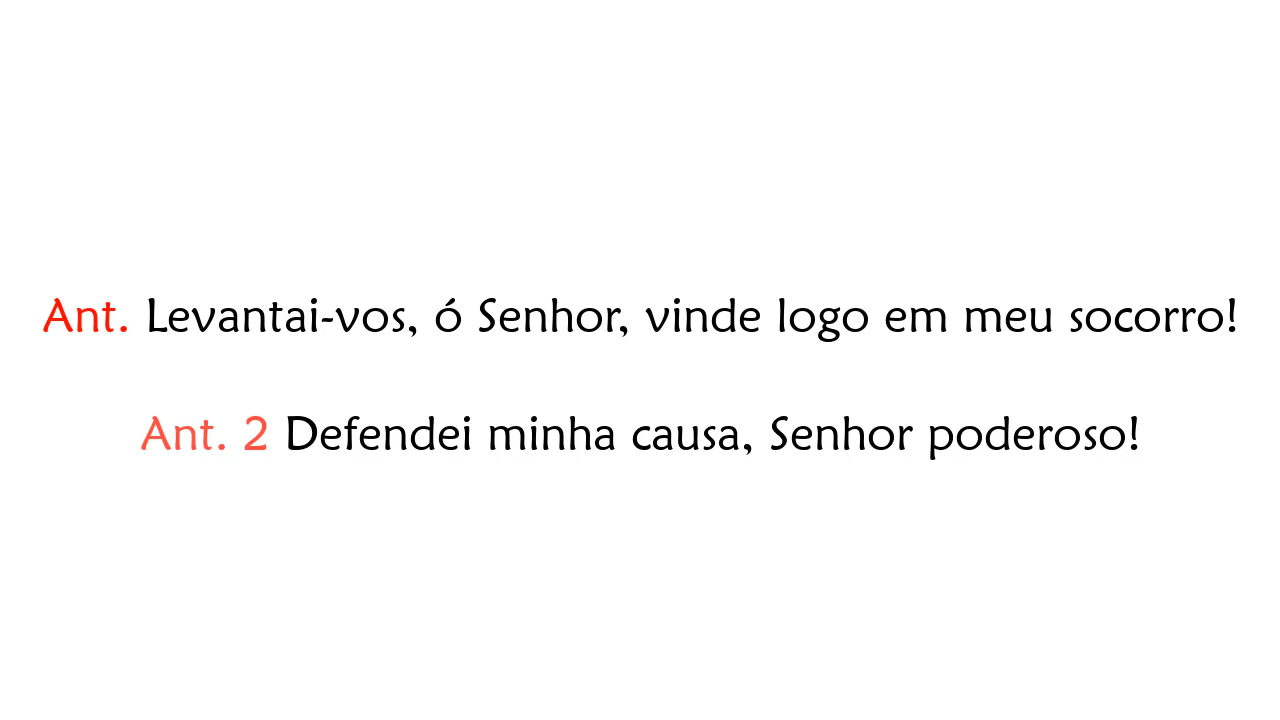 Ant. Levantai-vos, ó Senhor, vinde logo em meu socorro!
Ant. 2 Defendei minha causa, Senhor poderoso!